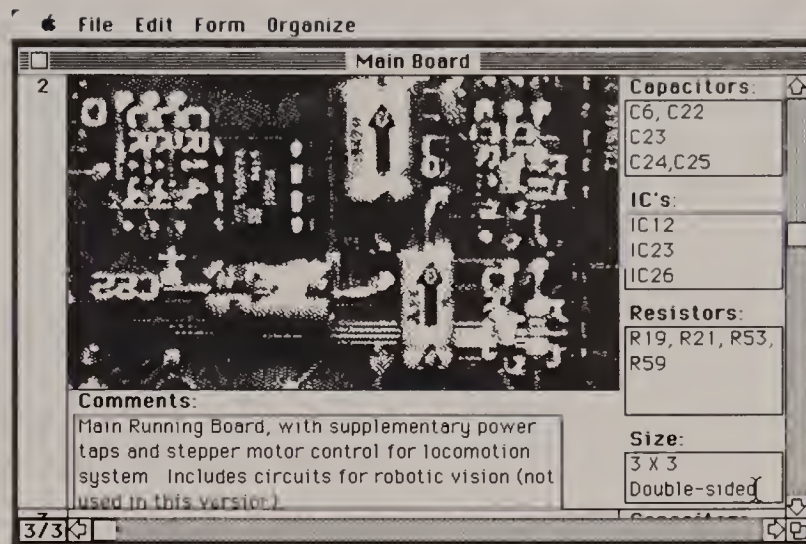 File Edit Form Organize
Main Board
2
Capacitors:
C6, C22
C23
C24,C25
IC's:
IC12
IC23
IC26
Resistors:
R19, R21, R53,
R59
Size:
3 X 3
Double-sided
Comments:
Main Running Board, with supplementary power
taps and stepper motor control for locomotion
system Includes circuits for robotic vision (not
used in this version)
3/3